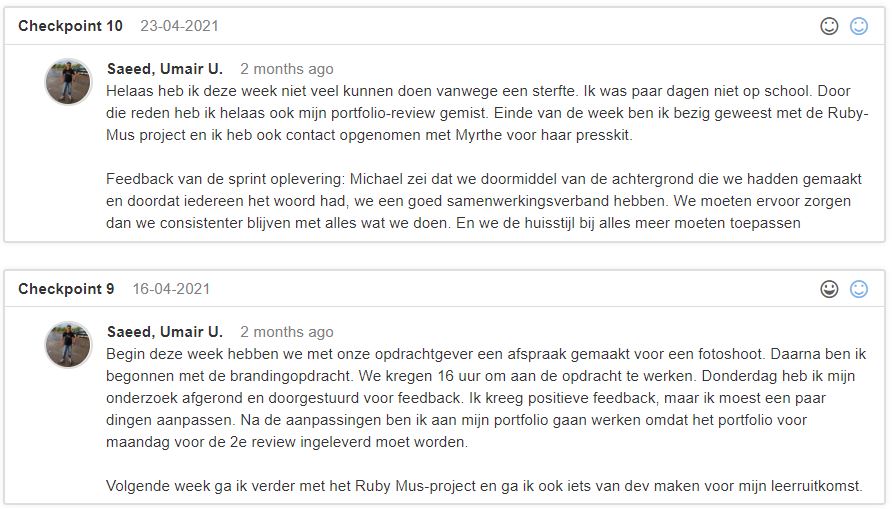 Checkpoint 10 23-04-2021
Saeed, Umair U. 2 months ago
Helaas heb ik deze week niet veel kunnen doen vanwege een sterfte. Ik was paar dagen niet op school. Door
die reden heb ik helaas ook mijn portfolio-review gemist. Einde van de week ben ik bezig geweest met de Ruby-
Mus project en ik heb ook contact opgenomen met Myrthe voor haar presskit.
Feedback van de sprint oplevering: Michael zei dat we doormiddel van de achtergrond die we hadden gemaakt
en doordat iedereen het woord had, we een goed samenwerkingsverband hebben. We moeten ervoor zorgen
dan we consistenter blijven met alles wat we doen. En we de huisstijl bij alles meer moeten toepassen
Checkpoint 9 16-04-2021
Saeed, Umair U. 2 months ago
Begin deze week hebben we met onze opdrachtgever een afspraak gemaakt voor een fotoshoot. Daarna ben ik
begonnen met de brandingopdracht. We kregen 16 uur om aan de opdracht te werken. Donderdag heb ik mijn
onderzoek afgerond en doorgestuurd voor feedback. Ik kreeg positieve feedback, maar ik moest een paar
dingen aanpassen. Na de aanpassingen ben ik aan mijn portfolio gaan werken omdat het portfolio voor
maandag voor de 2e review ingeleverd moet worden.
Volgende week ga ik verder met het Ruby Mus-project en ga ik ook iets van dev maken voor mijn leerruitkomst.